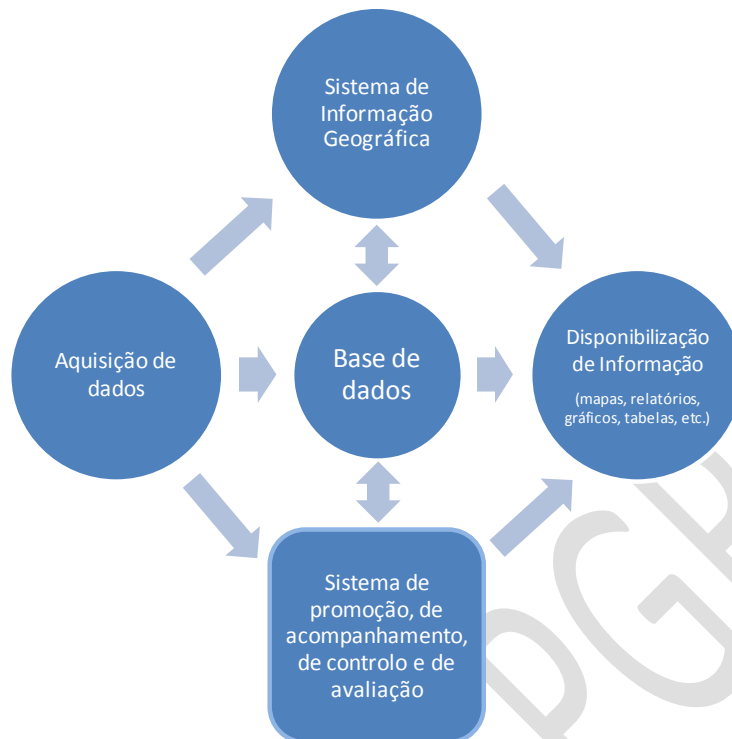 Sistema de
Informação
Geográfica
Aquisição de
dados
Base de
dados
Disponibilização
de Informação
(mapas, relatórios,
gráficos, tabelas, etc.)
Sistema de
promoção, de
acompanhamento,
de controlo e de
avaliação